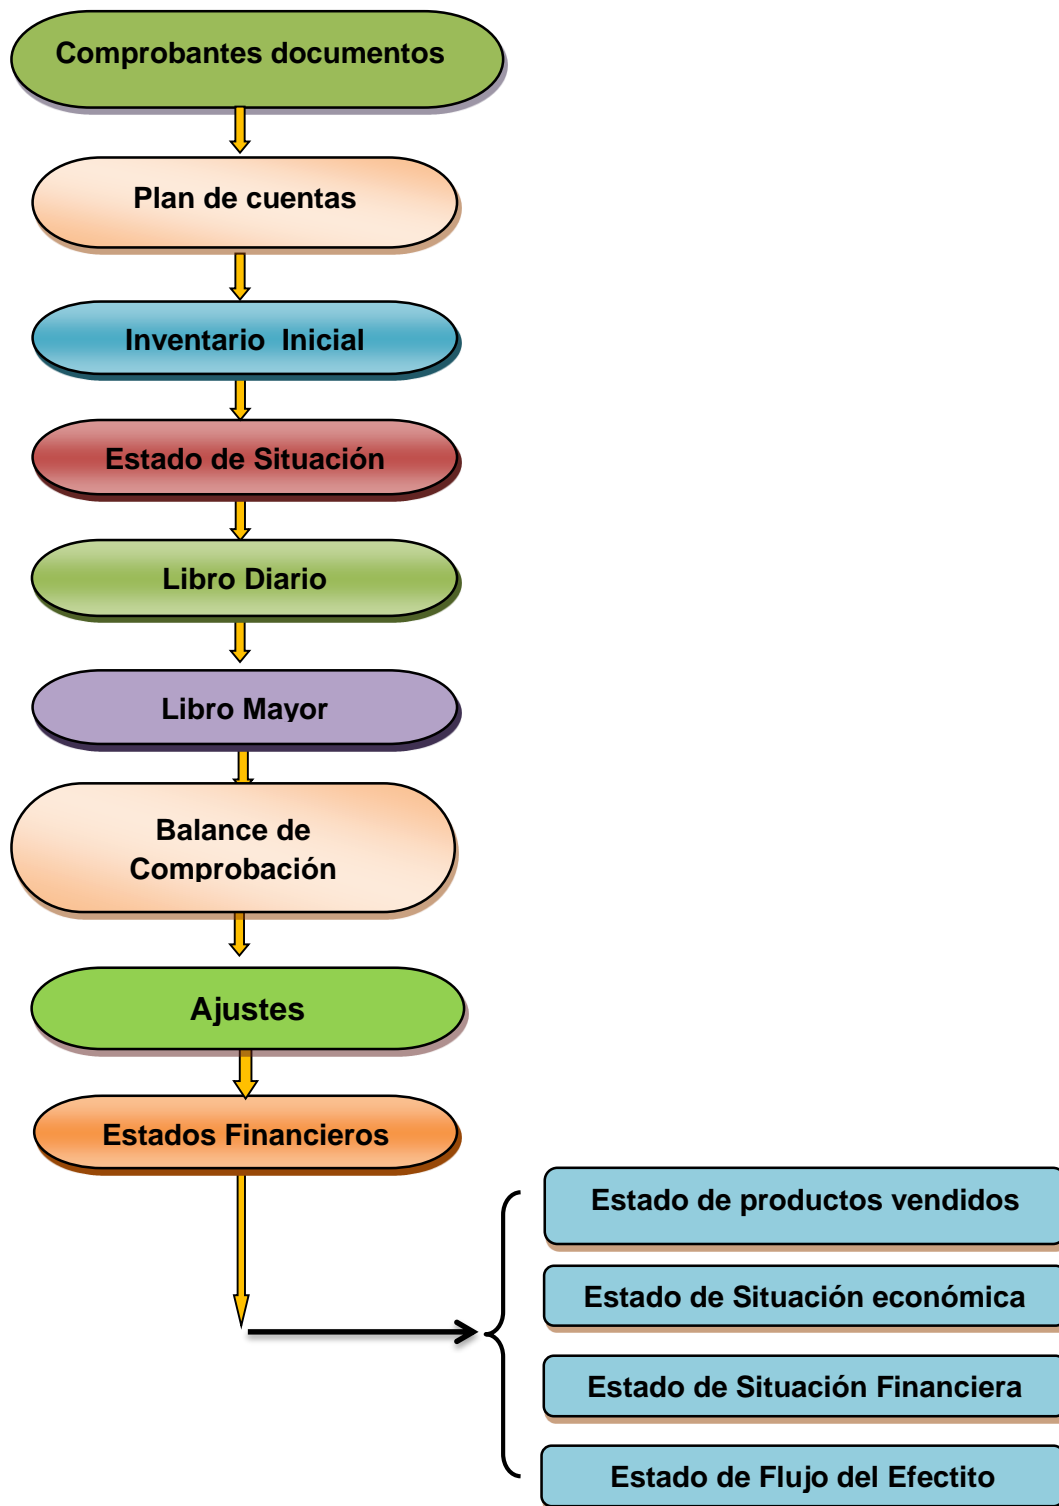 Comprobantes documentos
Plan de cuentas
Inventario  Inicial
Estado de Situación
Libro Diario
Libro Mayor
Balance de
Comprobación
Ajustes
Estados Financieros
Estado de productos vendidos
Estado de Situación económica
Estado de Situación Financiera
Estado de Flujo del Efectito